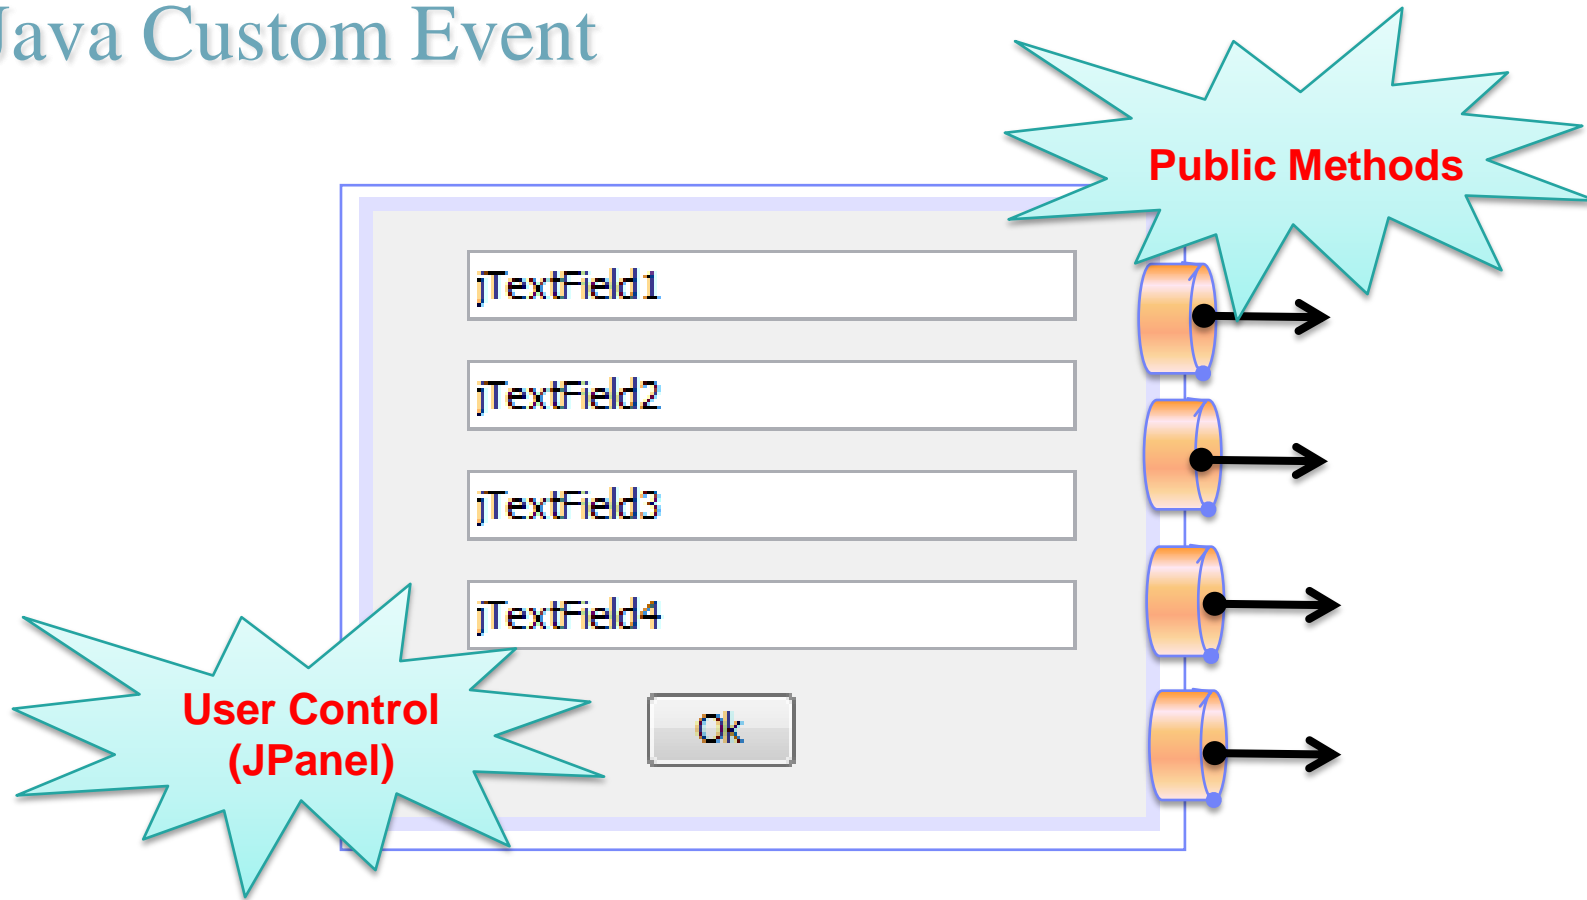 Java Custom Event
Public Methods
jTextField1
jTextField2
jTextField3
jTextField4
User Control
(JPanel)
Ok